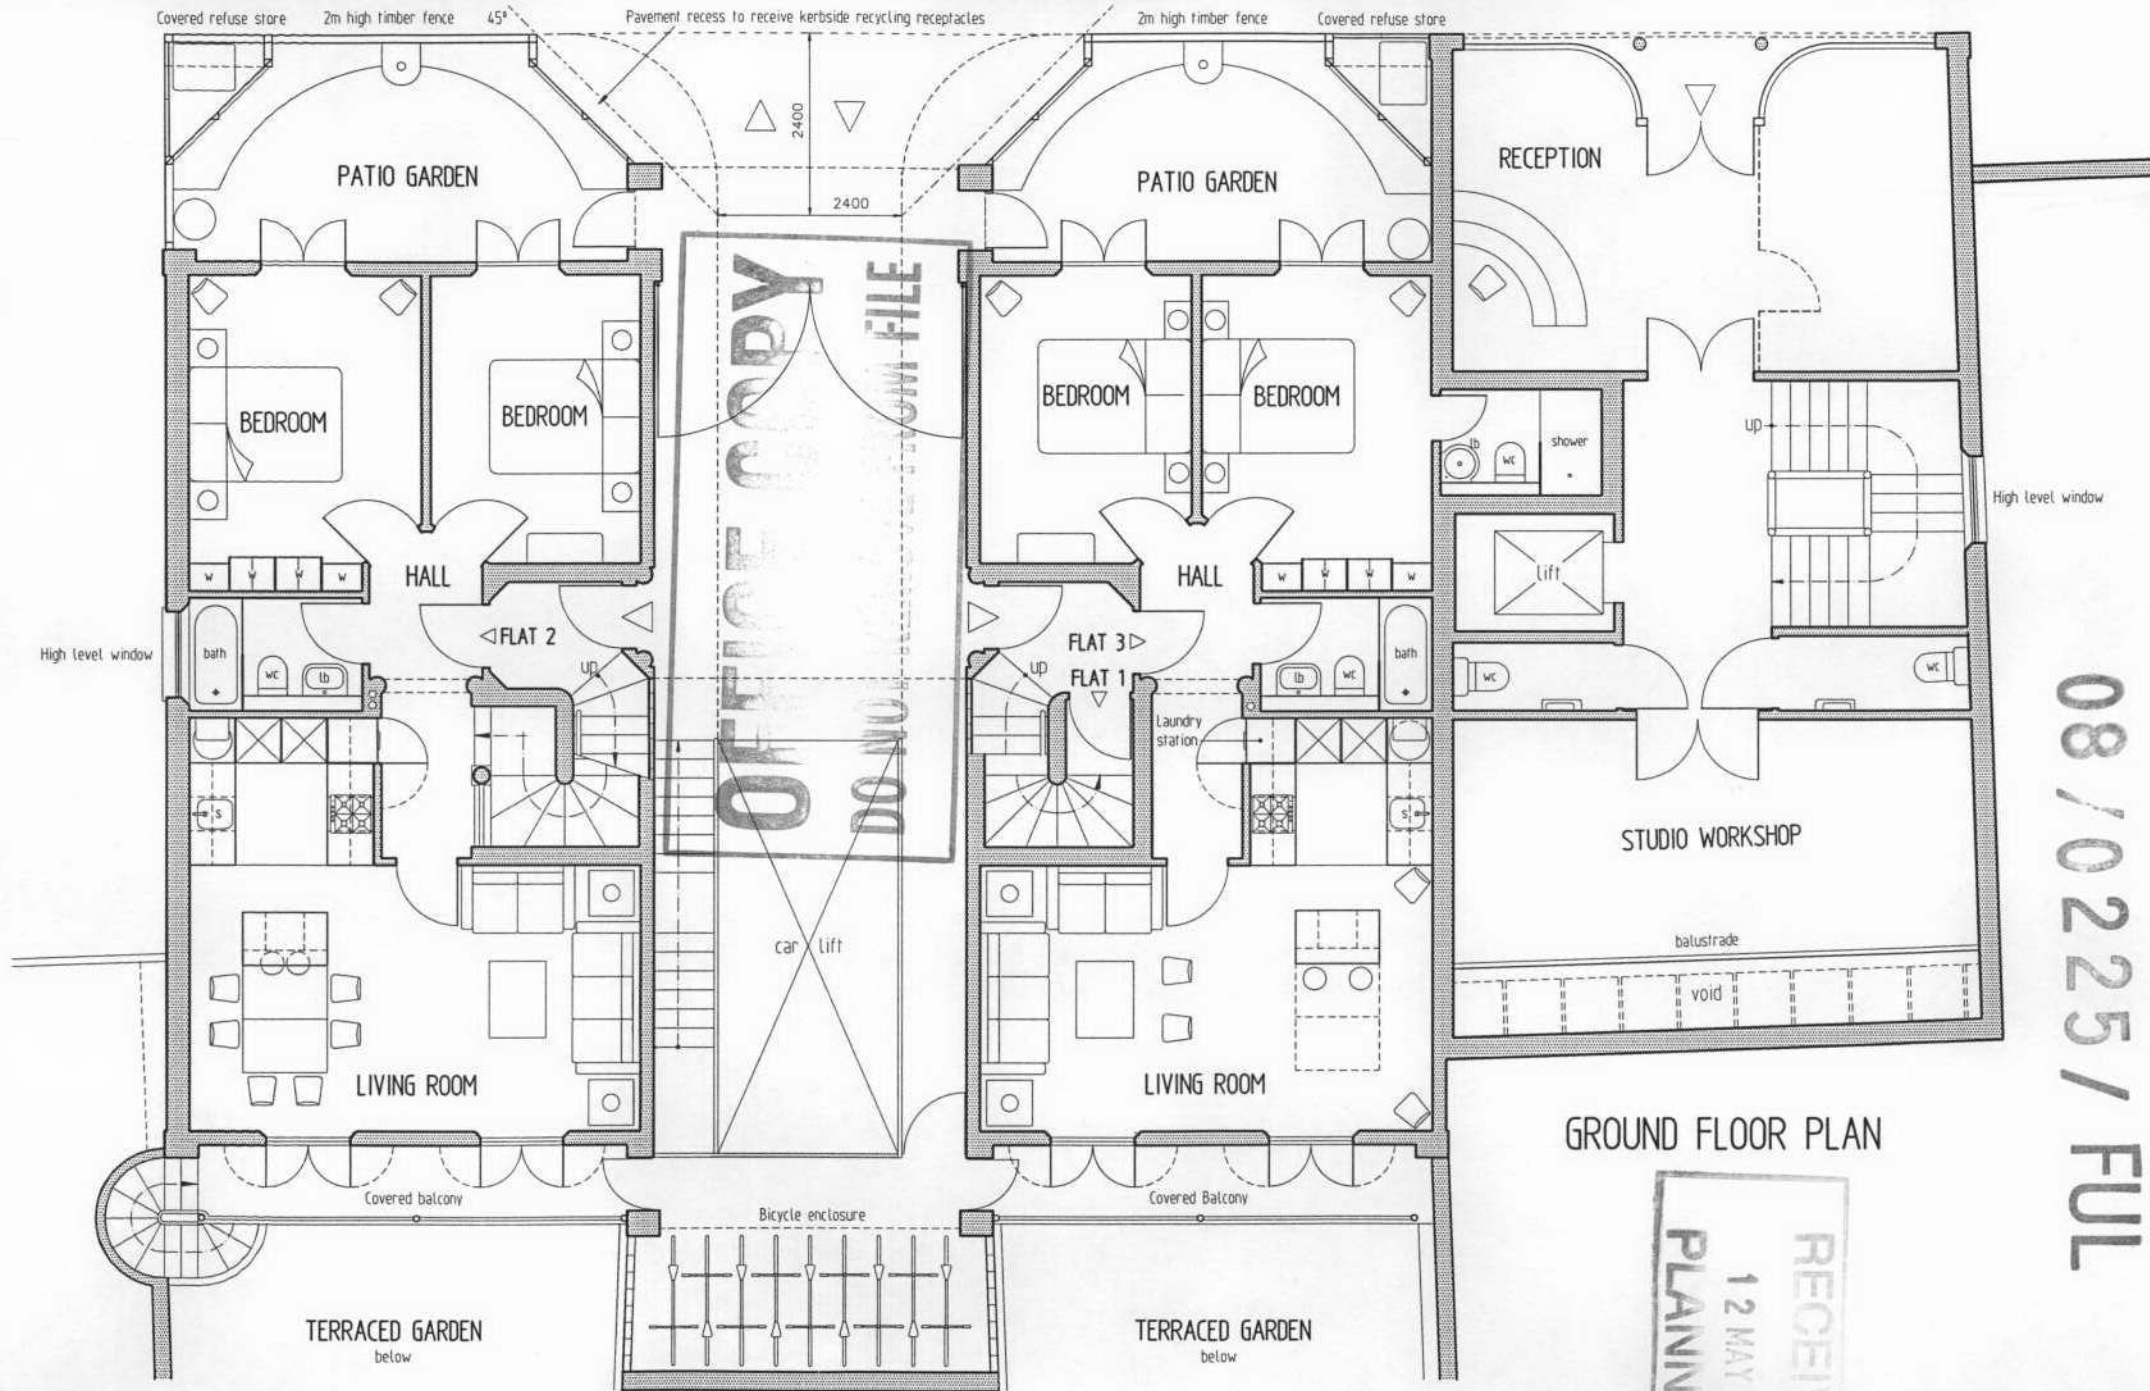 Covered refuse store
2m high timber fence
45°
Pavement recess to receive kerbside recycling receptacles
2m high timber fence
Covered refuse store
2400
2400
PATIO GARDEN
PATIO GARDEN
RECEPTION
BEDROOM
BEDROOM
BEDROOM
BEDROOM
lb
wc
shower
up
High level window
w
w
w
w
HALL
HALL
w
w
w
w
lift
High level window
bath
wc
lb
FLAT 2
up
up
FLAT 3
FLAT 1
lb
wc
bath
wc
wc
Laundry
station
s
s
STUDIO WORKSHOP
car lift
balustrade
void
LIVING ROOM
LIVING ROOM
GROUND FLOOR PLAN
Covered balcony
Covered Balcony
Bicycle enclosure
TERRACED GARDEN
below
TERRACED GARDEN
below
OFFICE COPY
DO NOT REMOVE FROM FILE
08/0225/FUL
RECEI
12 MAY
PLANN